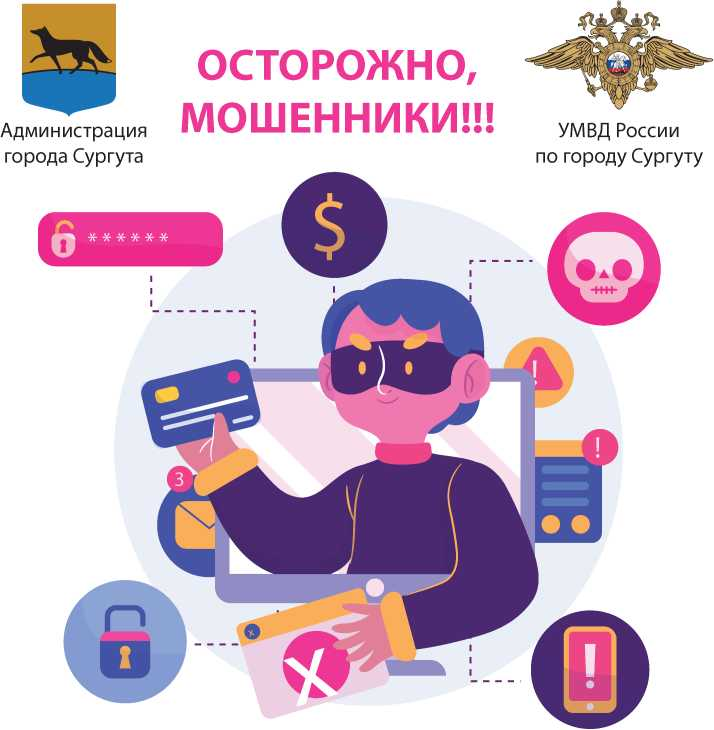 ОСТОРОЖНО,
МОШЕННИКИ!!!
Администрация
города Сургута
УМВД России
по городу Сургуту
******
$
!
!
3
x
X
!